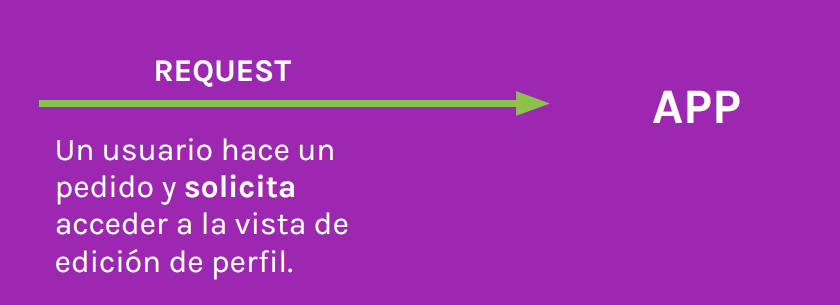 REQUEST
APP
Un usuario hace un
pedido y solicita
acceder a la vista de
edición de perfil.